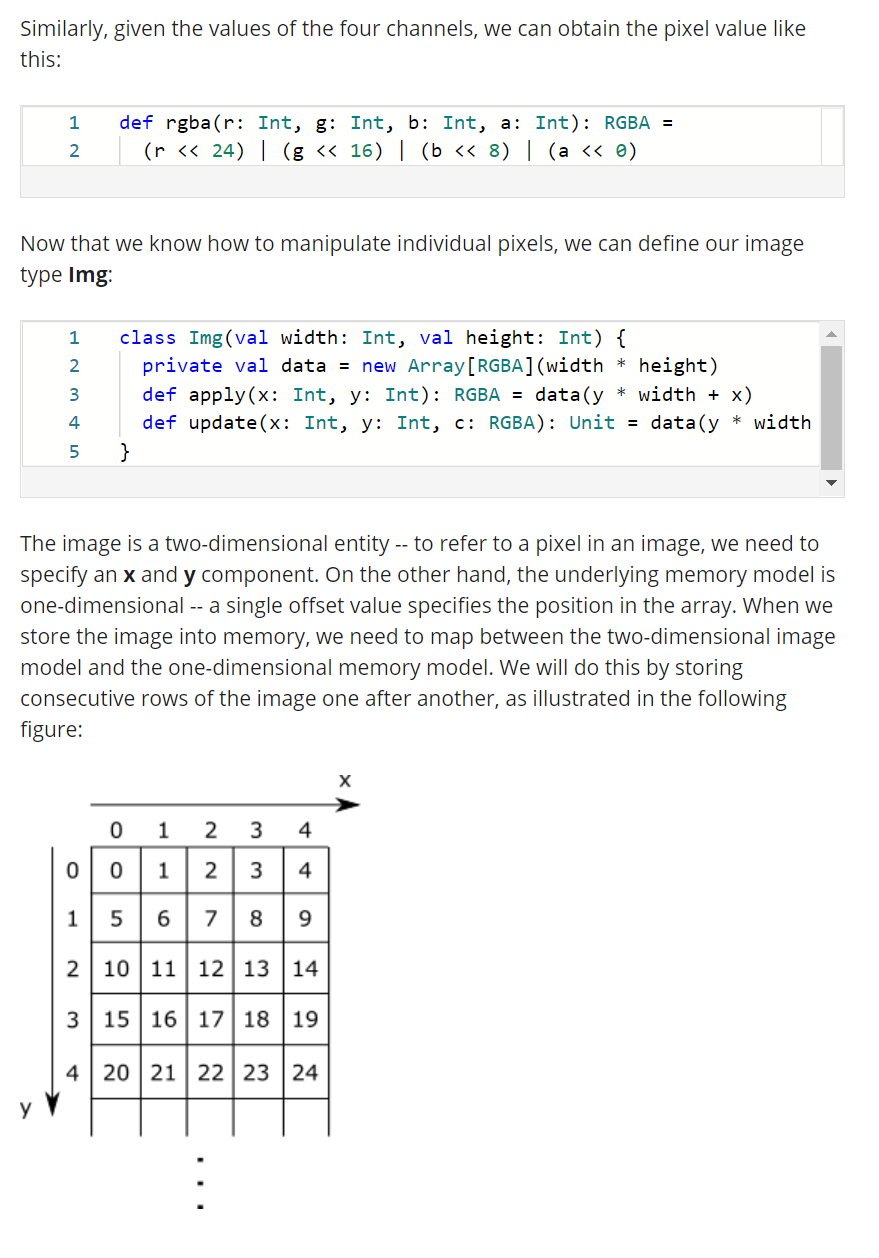 Similarly, given the values of the four channels, we can obtain the pixel value like
this:
1 def rgba(r: Int, g: Int, b: Int, a: Int): RGBA =
2 (r << 24) | (g << 16) | (b << 8) | (a << 0)
Now that we know how to manipulate individual pixels, we can define our image
type Img:
1 class Img(val width: Int, val height: Int) {
2 private val data = new Array[RGBA](width * height)
3 def apply(x: Int, y: Int): RGBA = data(y * width + x)
4 def update(x: Int, y: Int, c: RGBA): Unit = data(y * width
5 }
The image is a two-dimensional entity -- to refer to a pixel in an image, we need to
specify an x and y component. On the other hand, the underlying memory model is
one-dimensional -- a single offset value specifies the position in the array. When we
store the image into memory, we need to map between the two-dimensional image
model and the one-dimensional memory model. We will do this by storing
consecutive rows of the image one after another, as illustrated in the following
figure:
x
0 1 2 3 4
0 0 1 2 3 4
1 5 6 7 8 9
2 10 11 12 13 14
3 15 16 17 18 19
4 20 21 22 23 24
y